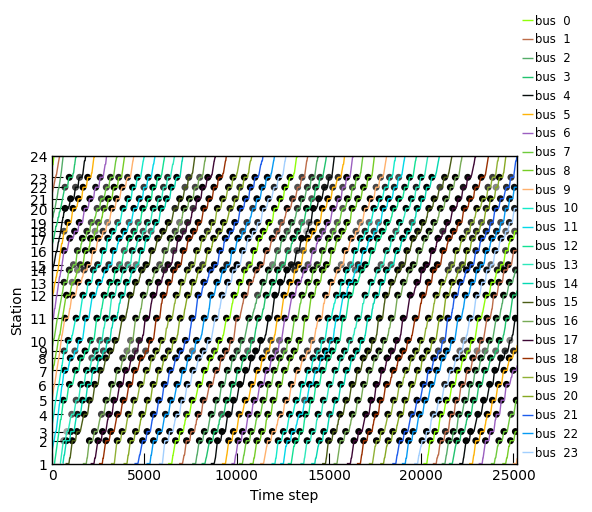 bus 0
bus 1
bus 2
bus 3
bus 4
bus 5
bus 6
bus 7
bus 8
bus 9
bus 10
bus 11
bus 12
bus 13
bus 14
bus 15
bus 16
bus 17
bus 18
bus 19
bus 20
bus 21
bus 22
bus 23
24
23
22
21
20
19
18
17
16
15
14
13
12
11
10
9
8
7
6
5
4
3
2
1
Station
0 5000 10000 15000 20000 25000
Time step